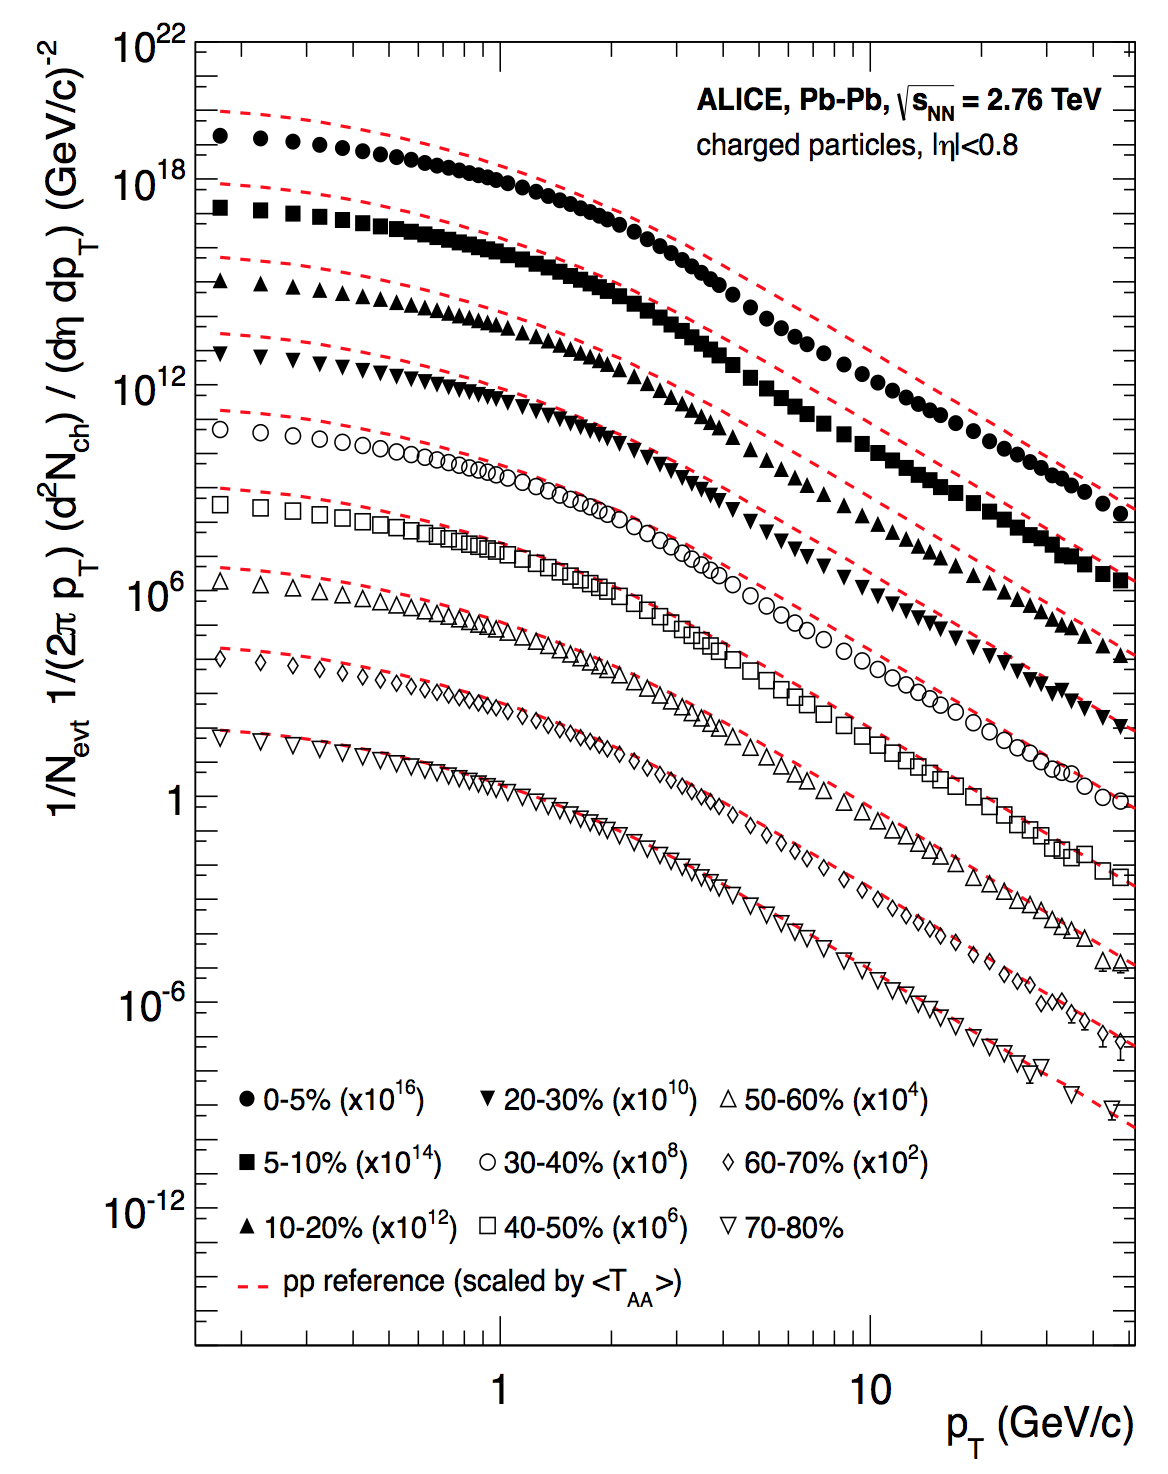 10^22
10^18
10^12
10^6
1
10^-6
10^-12
1/N_evt 1/(2π p_T) (d^2N_ch) / (dη dp_T) (GeV/c)^-2
ALICE, Pb-Pb, √s_NN = 2.76 TeV
charged particles, |η|<0.8
0-5% (x10^16) 20-30% (x10^10) 50-60% (x10^4)
5-10% (x10^14) 30-40% (x10^8) 60-70% (x10^2)
10-20% (x10^12) 40-50% (x10^6) 70-80%
pp reference (scaled by <T_AA>)
1 10
p_T (GeV/c)